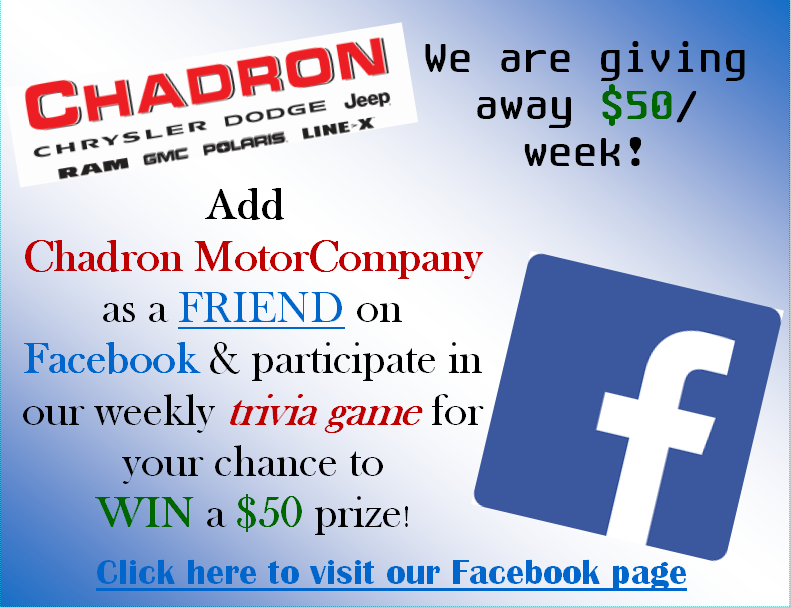 CHADRON
CHRYSLER DODGE Jeep
RAM GMC POLARIS LINE-X
We are giving
away $50/
week!
Add
Chadron MotorCompany
as a FRIEND on
Facebook & participate in
our weekly trivia game for
your chance to
WIN a $50 prize!
f
Click here to visit our Facebook page